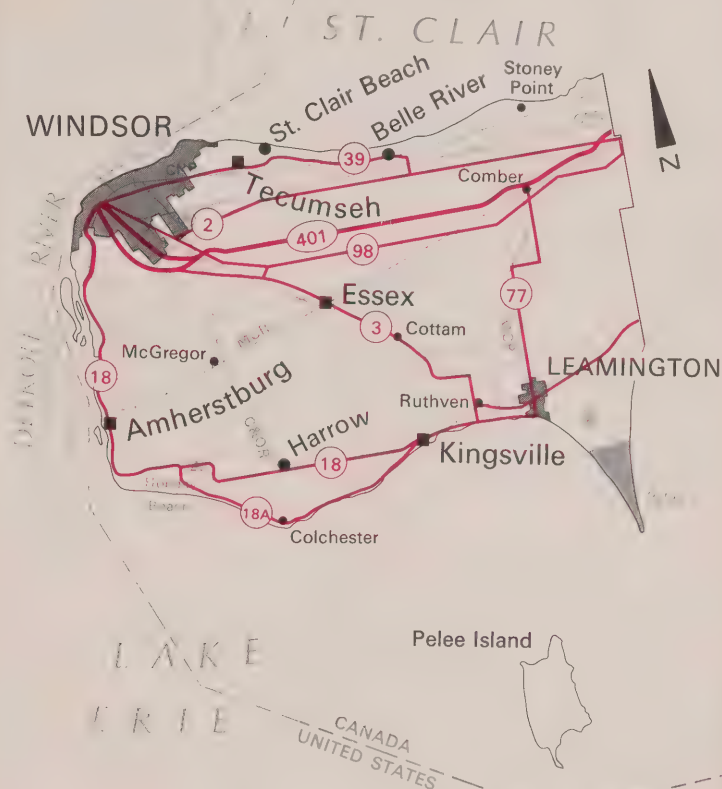 ST. CLAIR
Stoney
Point
St. Clair Beach
Belle River
WINDSOR
39
Comber
Tecumseh
2
401
98
N
RIVER
77
Essex
3
Cottam
McGregor
LEAMINGTON
18
Ruthven
Amherstburg
Harrow
18
Kingsville
18A
Colchester
Pelee Island
LAKE
ERIE
CANADA
UNITED STATES